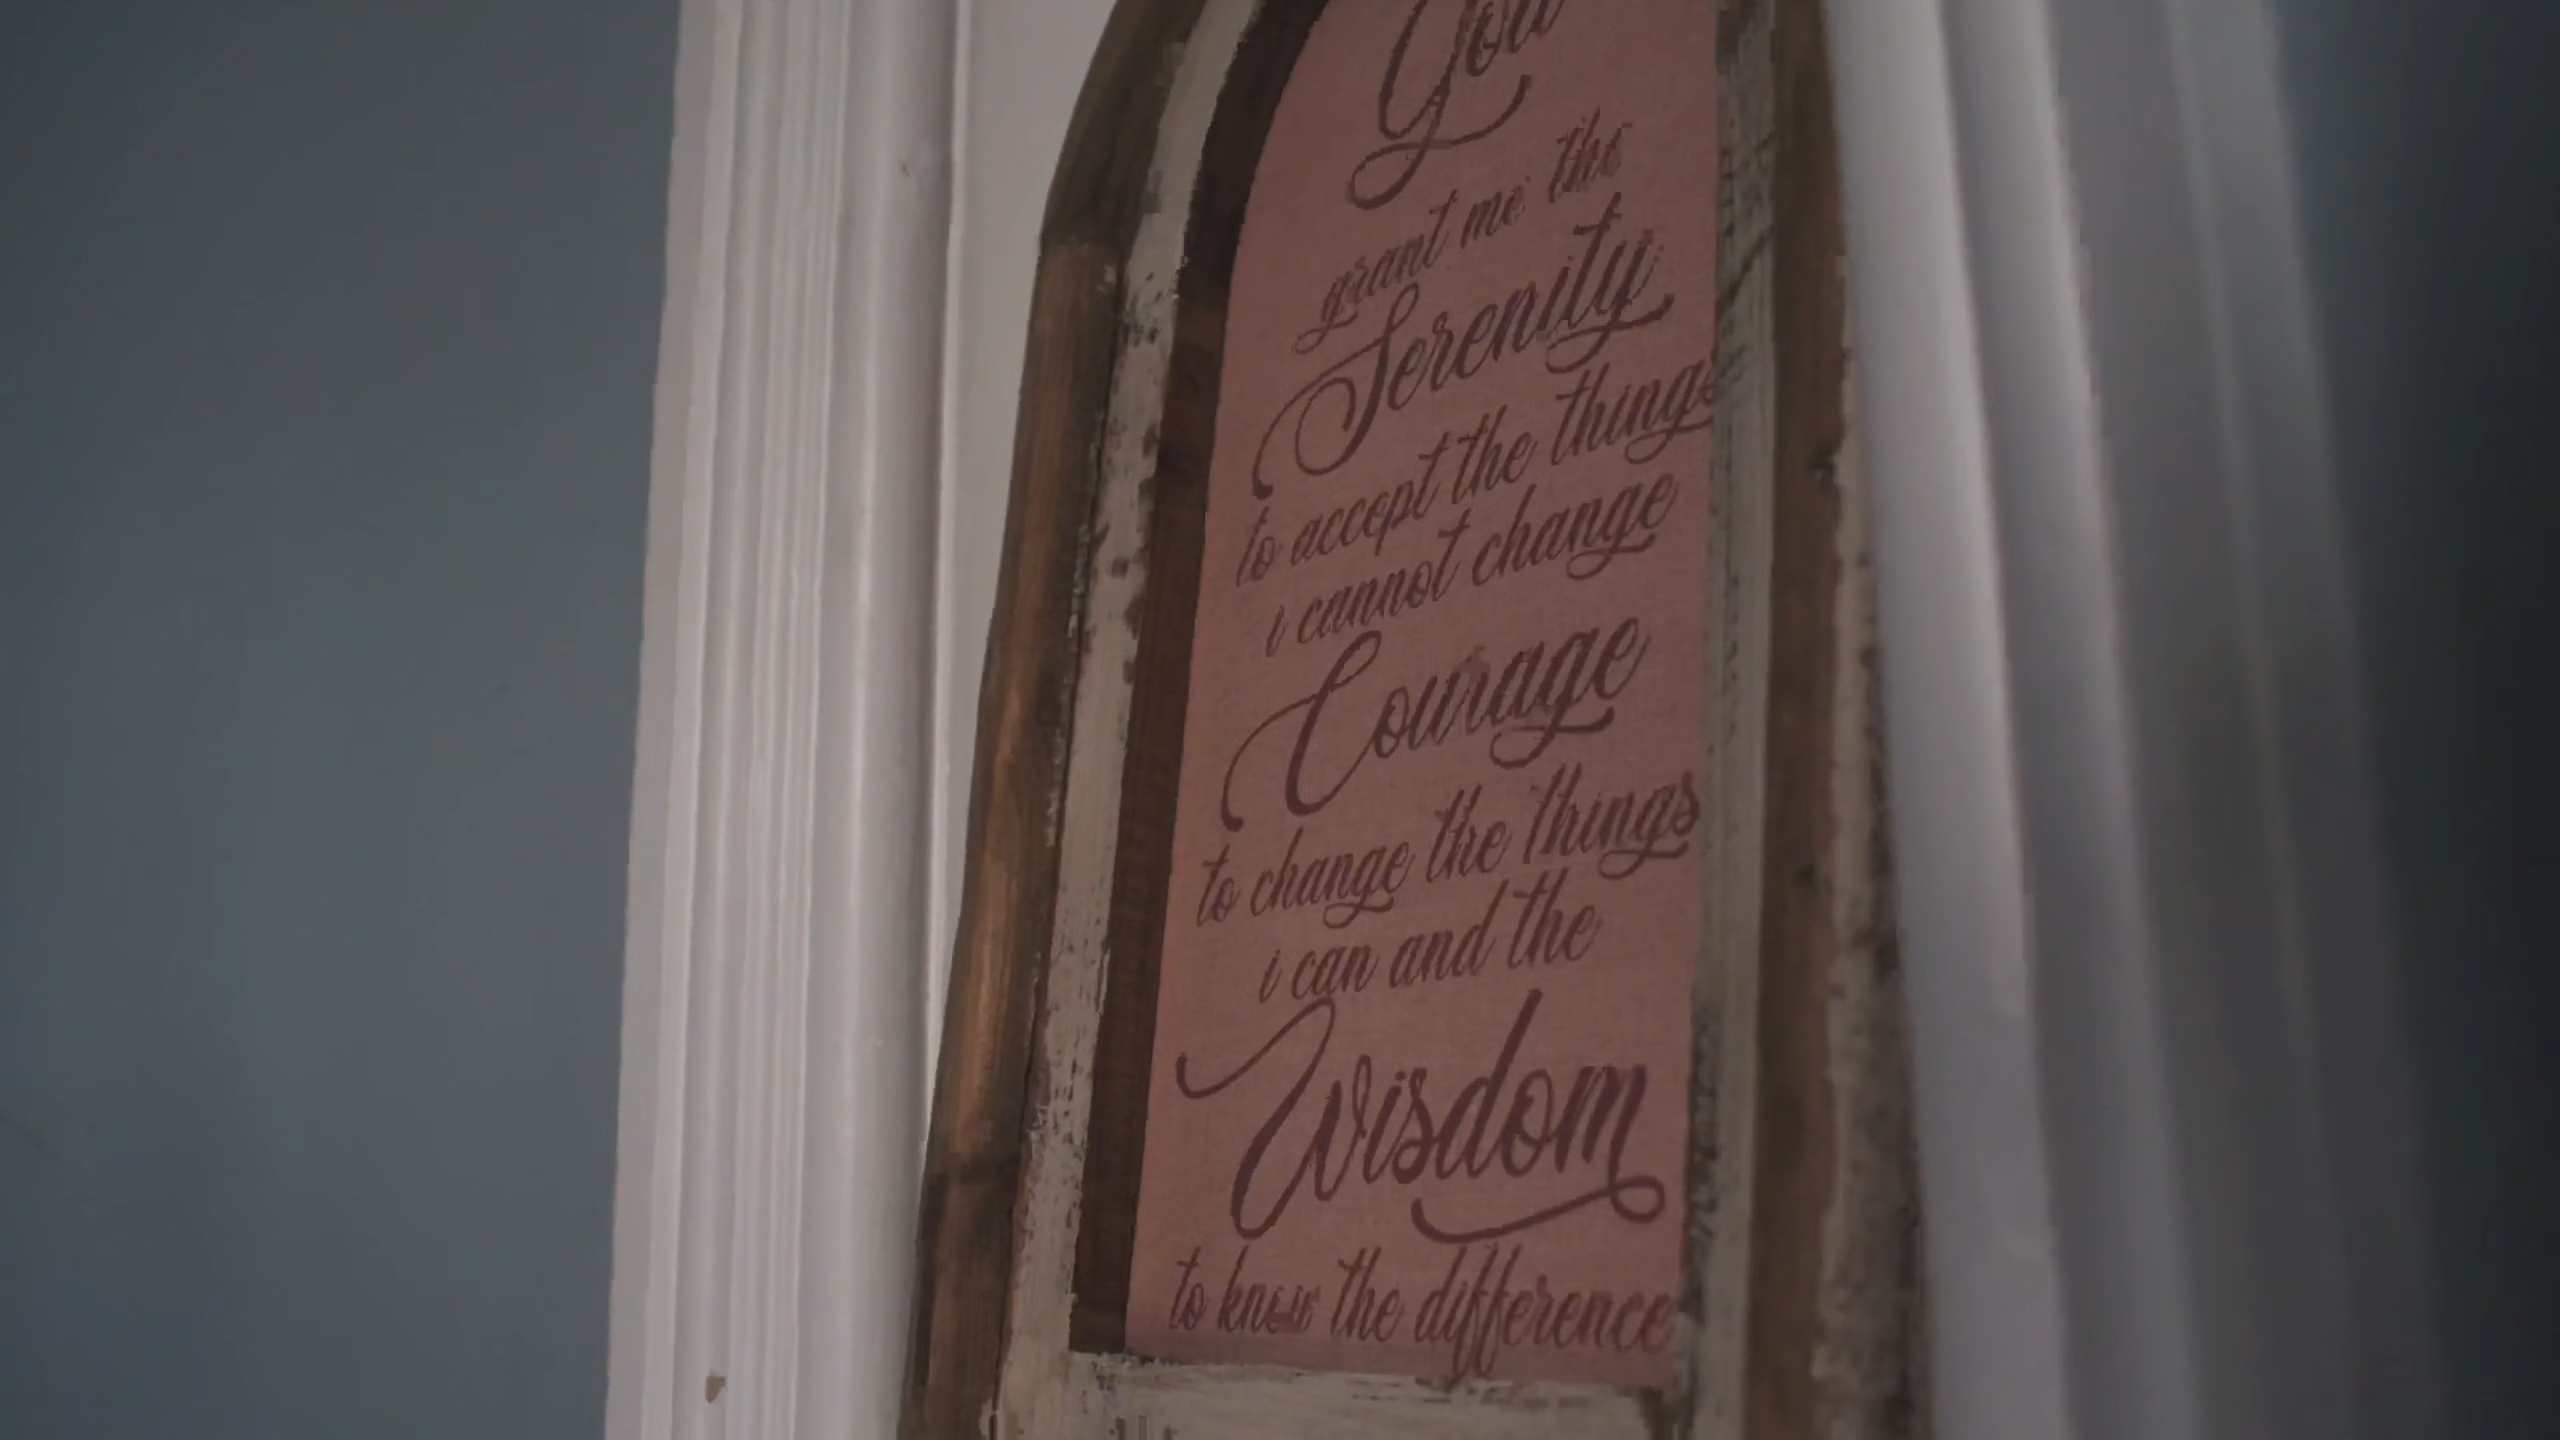 God
grant me the
Serenity
to accept the things
i cannot change
Courage
to change the things
i can and the
Wisdom
to know the difference